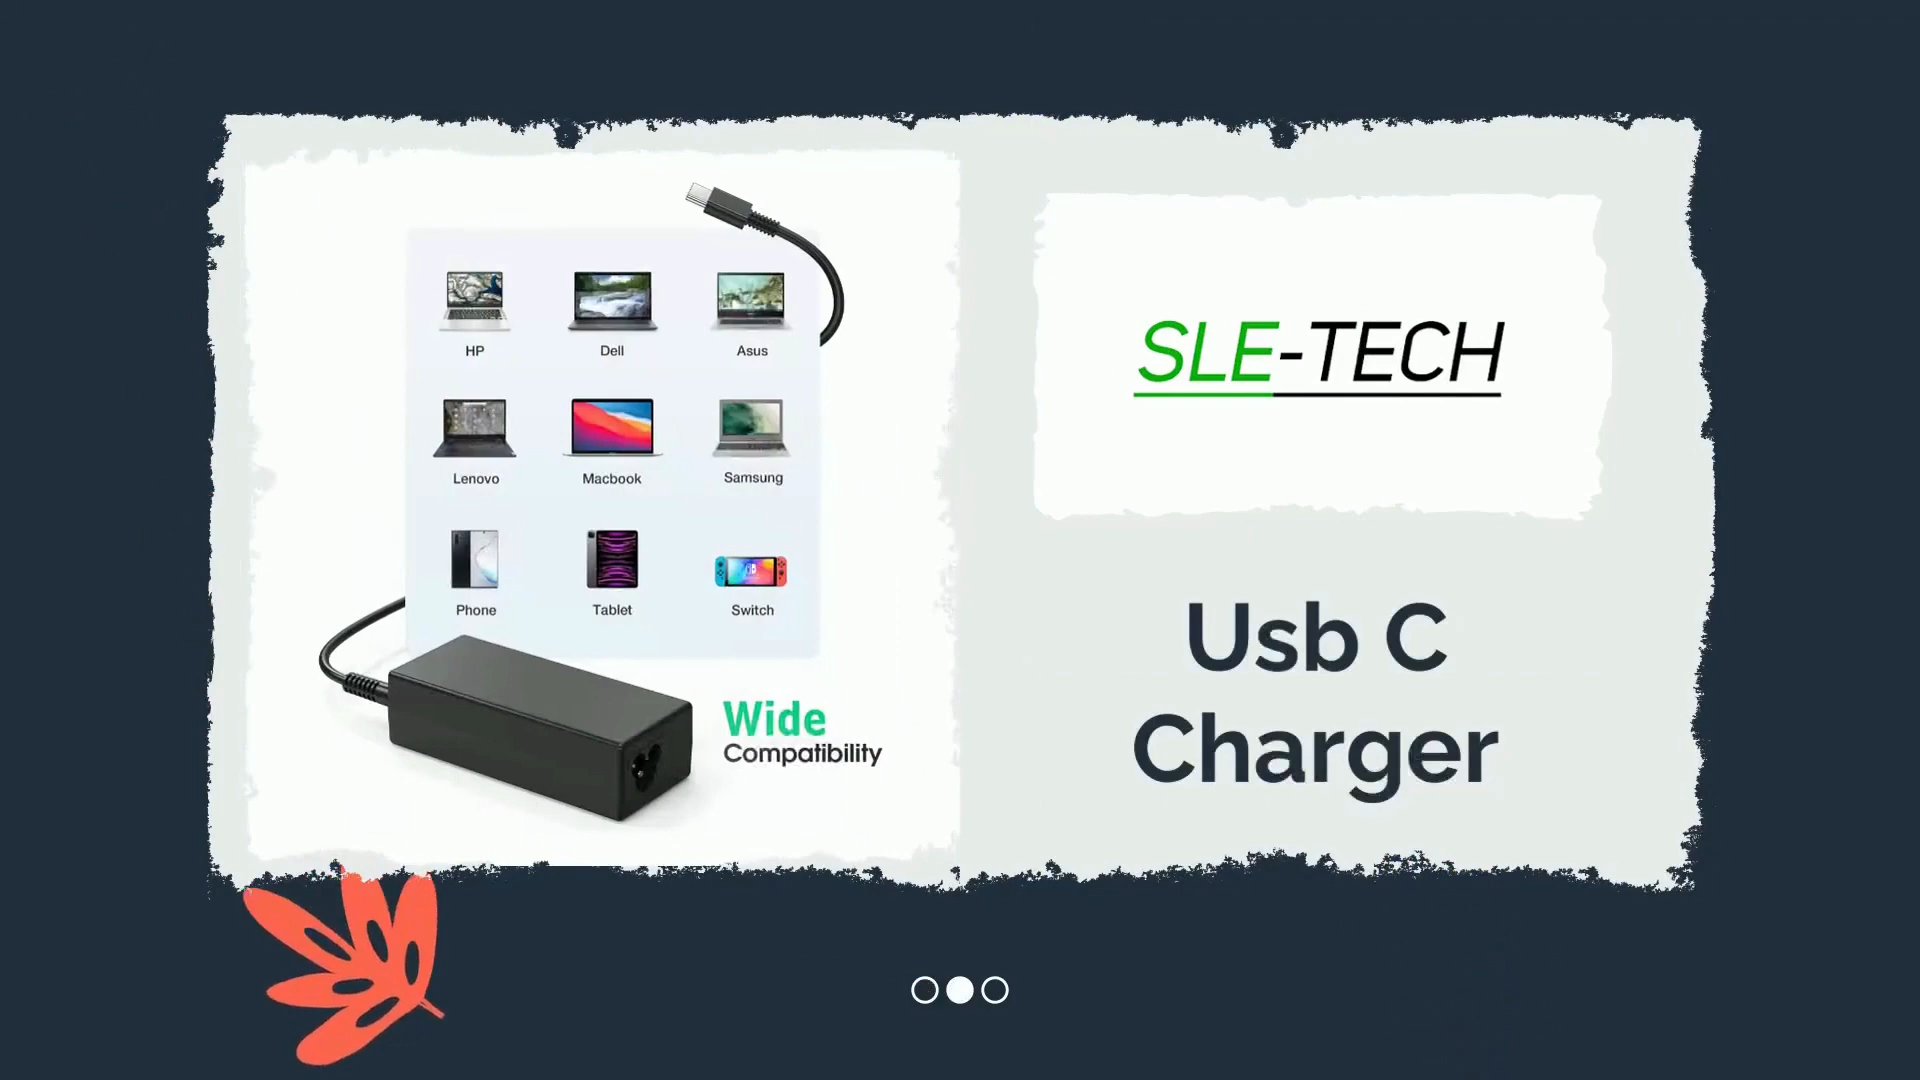 HP
Dell
Asus
Lenovo
Macbook
Samsung
Phone
Tablet
Switch
Wide
Compatibility
SLE-TECH
Usb C
Charger